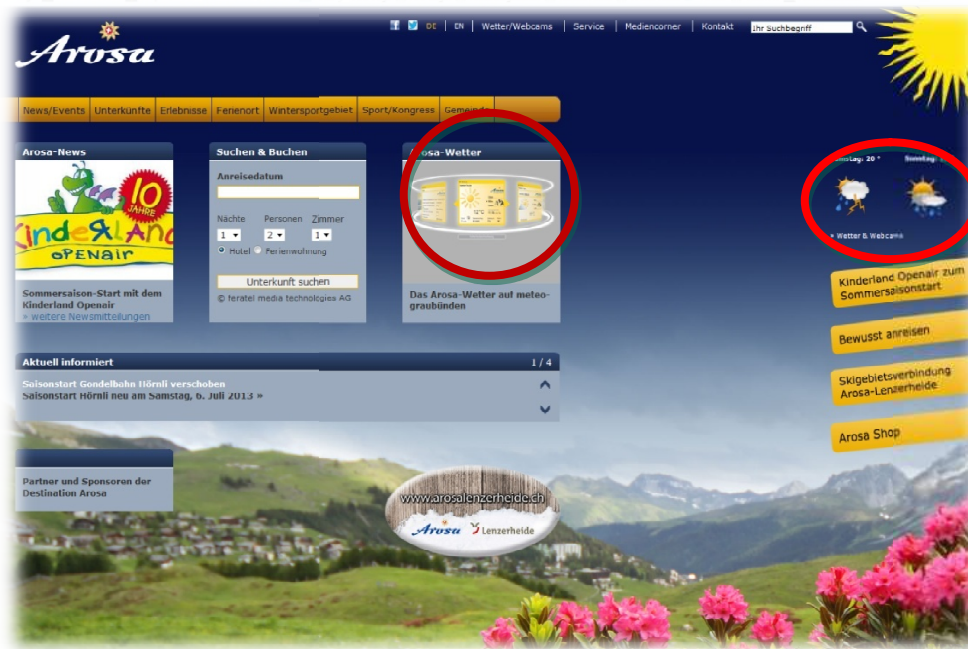 Arosa
DE | EN | Wetter/Webcams | Service | Mediencorner | Kontakt
Ihr Suchbegriff
News/Events Unterkünfte Erlebnisse Ferienort Wintersportgebiet Sport/Kongress Gemeinde
Arosa-News
10
JAHRE
Kinderland
OPENAIR
Sommersaison-Start mit dem
Kinderland Openair
» weitere Newsmitteilungen
Suchen & Buchen
Anreisedatum
Nächte Personen Zimmer
1 2 1
Hotel Ferienwohnung
Unterkunft suchen
© feratel media technologies AG
Arosa-Wetter
Das Arosa-Wetter auf meteo-
graubünden
Samstag: 20 ° Sonntag:
» Wetter & Webcams
Kinderland Openair zum
Sommersaisonstart
Bewusst anreisen
Skigebietsverbindung
Arosa-Lenzerheide
Arosa Shop
Aktuell informiert 1 / 4
Saisonstart Gondelbahn Hörnli verschoben
Saisonstart Hörnli neu am Samstag, 6. Juli 2013 »
Partner und Sponsoren der
Destination Arosa
www.arosalenzerheide.ch
Arosa Lenzerheide